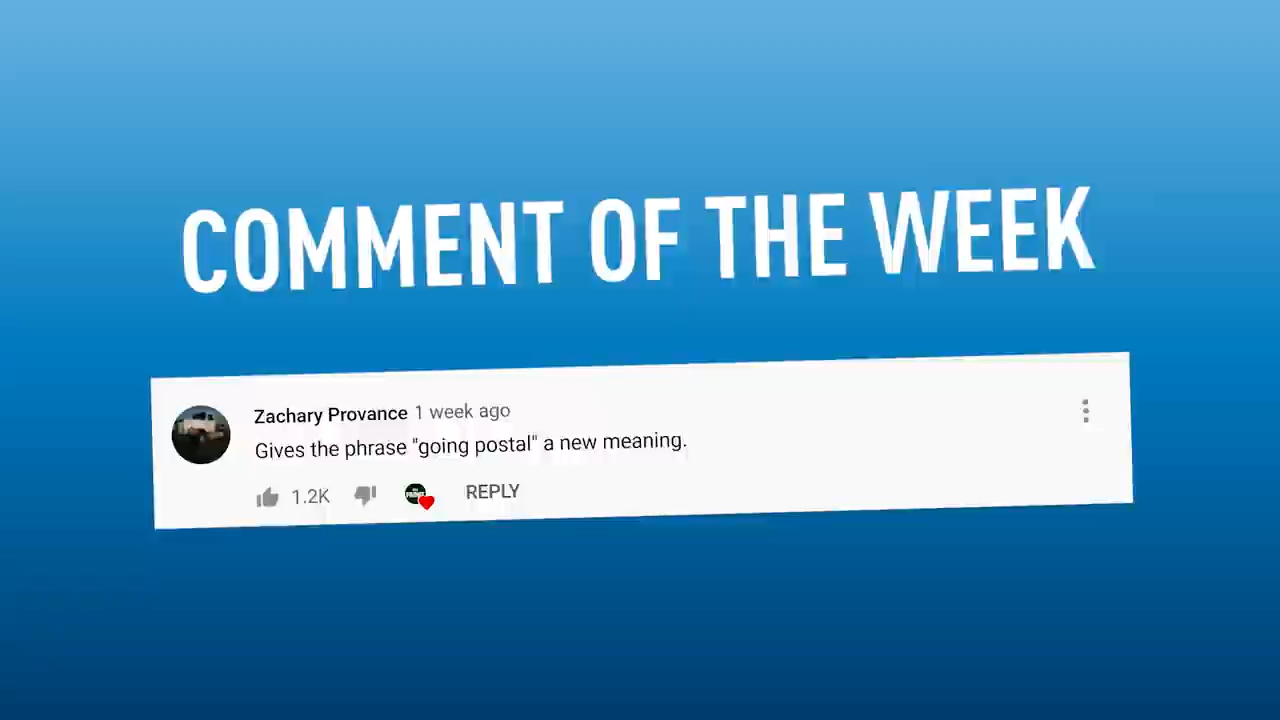 COMMENT OF THE WEEK
Zachary Provance 1 week ago
Gives the phrase "going postal" a new meaning.
1.2K REPLY